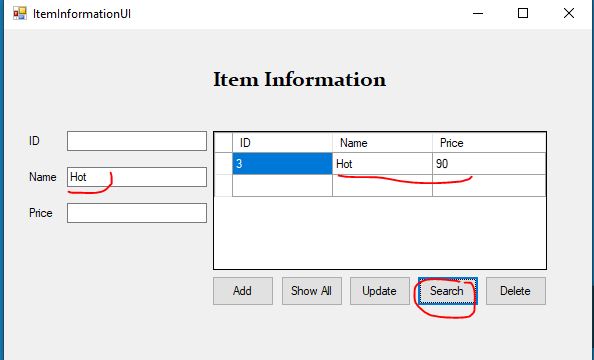 ItemInformationUI
Item Information
ID
Name Hot
Price
ID Name Price
3 Hot 90
Add Show All Update Search Delete